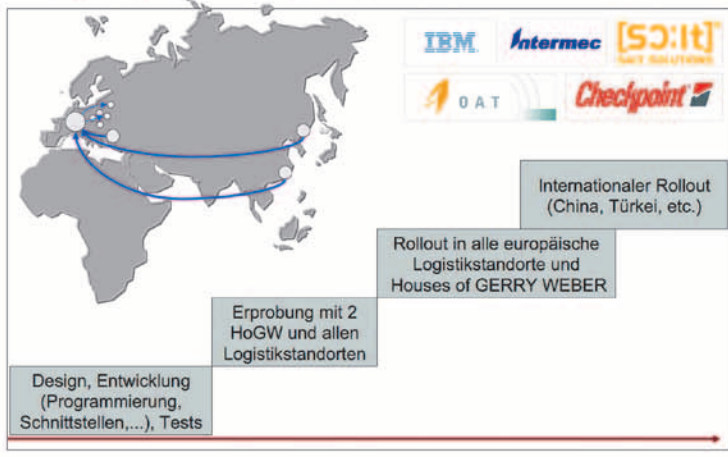 IBM
Intermec
[SO:It]
OAT
Checkpoint
Internationaler Rollout
(China, Türkei, etc.)
Rollout in alle europäische
Logistikstandorte und
Houses of GERRY WEBER
Erprobung mit 2
HoGW und allen
Logistikstandorten
Design, Entwicklung
(Programmierung,
Schnittstellen,...), Tests